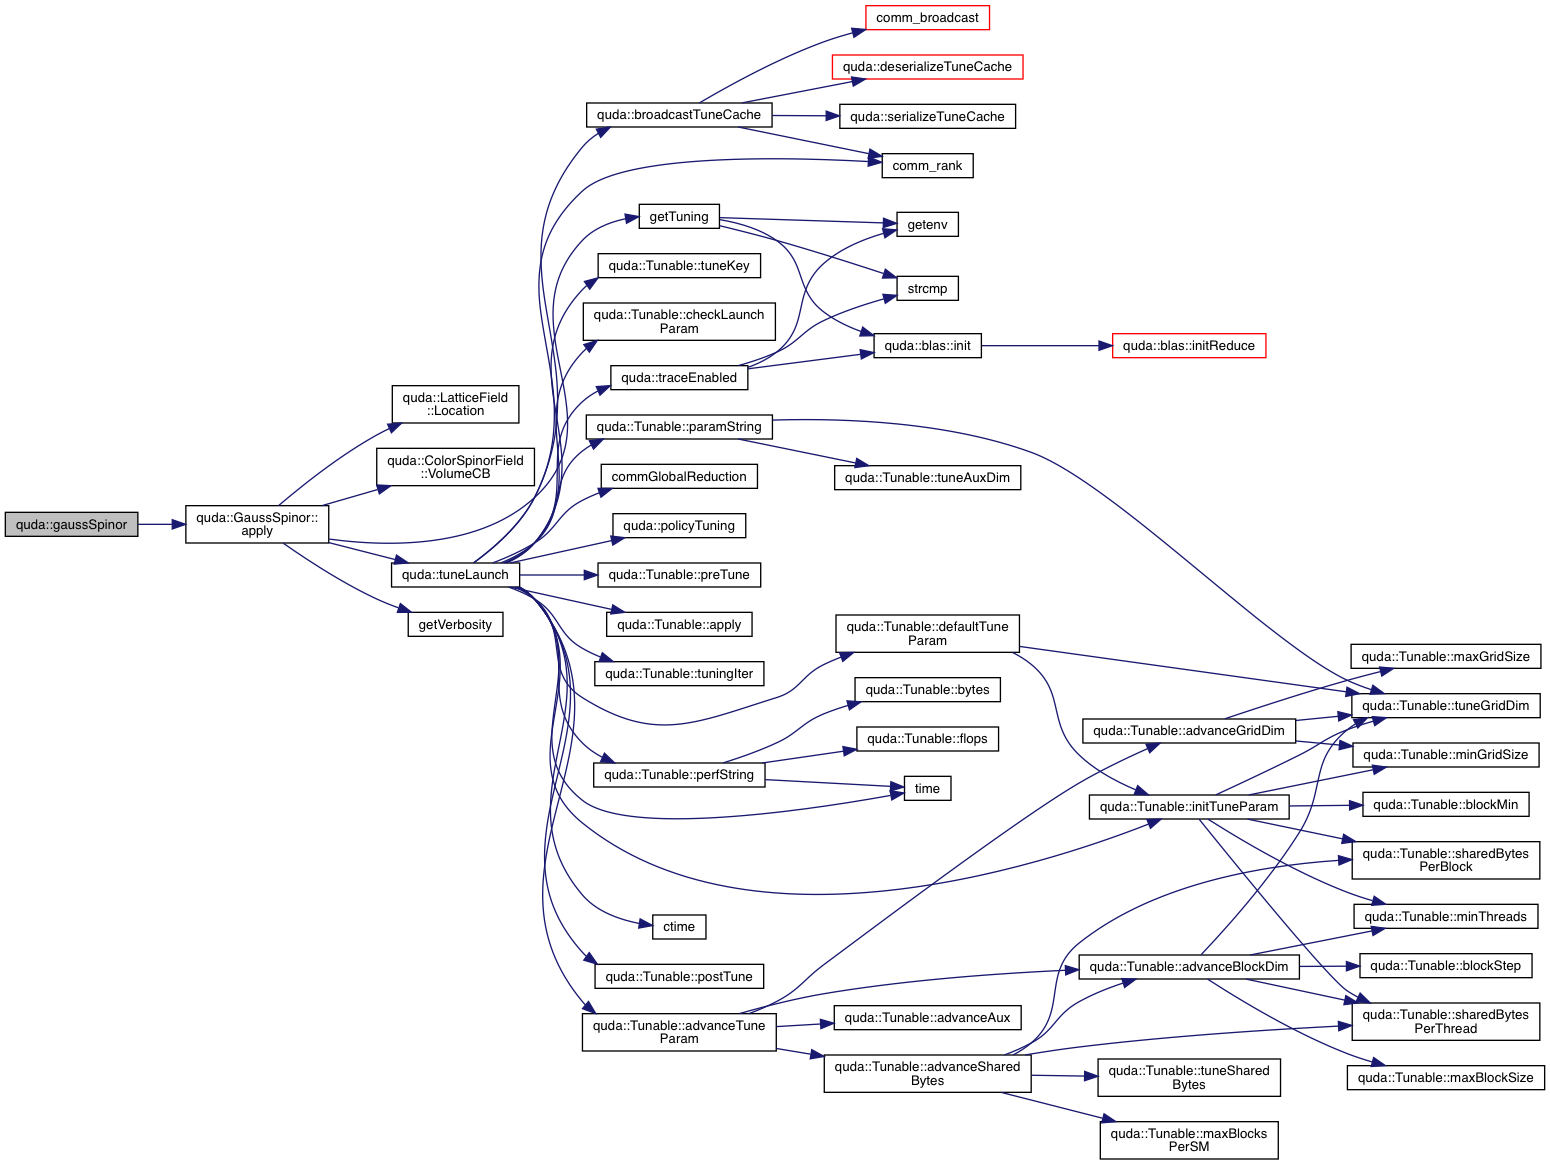 comm_broadcast
quda::deserializeTuneCache
quda::broadcastTuneCache
quda::serializeTuneCache
comm_rank
getTuning
getenv
quda::Tunable::tuneKey
strcmp
quda::Tunable::checkLaunch
Param
quda::blas::init
quda::blas::initReduce
quda::traceEnabled
quda::LatticeField
::Location
quda::Tunable::paramString
quda::ColorSpinorField
::VolumeCB
commGlobalReduction
quda::Tunable::tuneAuxDim
quda::gaussSpinor
quda::GaussSpinor::
apply
quda::policyTuning
quda::tuneLaunch
quda::Tunable::preTune
getVerbosity
quda::Tunable::apply
quda::Tunable::defaultTune
Param
quda::Tunable::maxGridSize
quda::Tunable::tuningIter
quda::Tunable::bytes
quda::Tunable::tuneGridDim
quda::Tunable::advanceGridDim
quda::Tunable::flops
quda::Tunable::minGridSize
quda::Tunable::perfString
time
quda::Tunable::initTuneParam
quda::Tunable::blockMin
quda::Tunable::sharedBytes
PerBlock
ctime
quda::Tunable::minThreads
quda::Tunable::postTune
quda::Tunable::advanceBlockDim
quda::Tunable::blockStep
quda::Tunable::advanceTune
Param
quda::Tunable::advanceAux
quda::Tunable::sharedBytes
PerThread
quda::Tunable::advanceShared
Bytes
quda::Tunable::tuneShared
Bytes
quda::Tunable::maxBlockSize
quda::Tunable::maxBlocks
PerSM